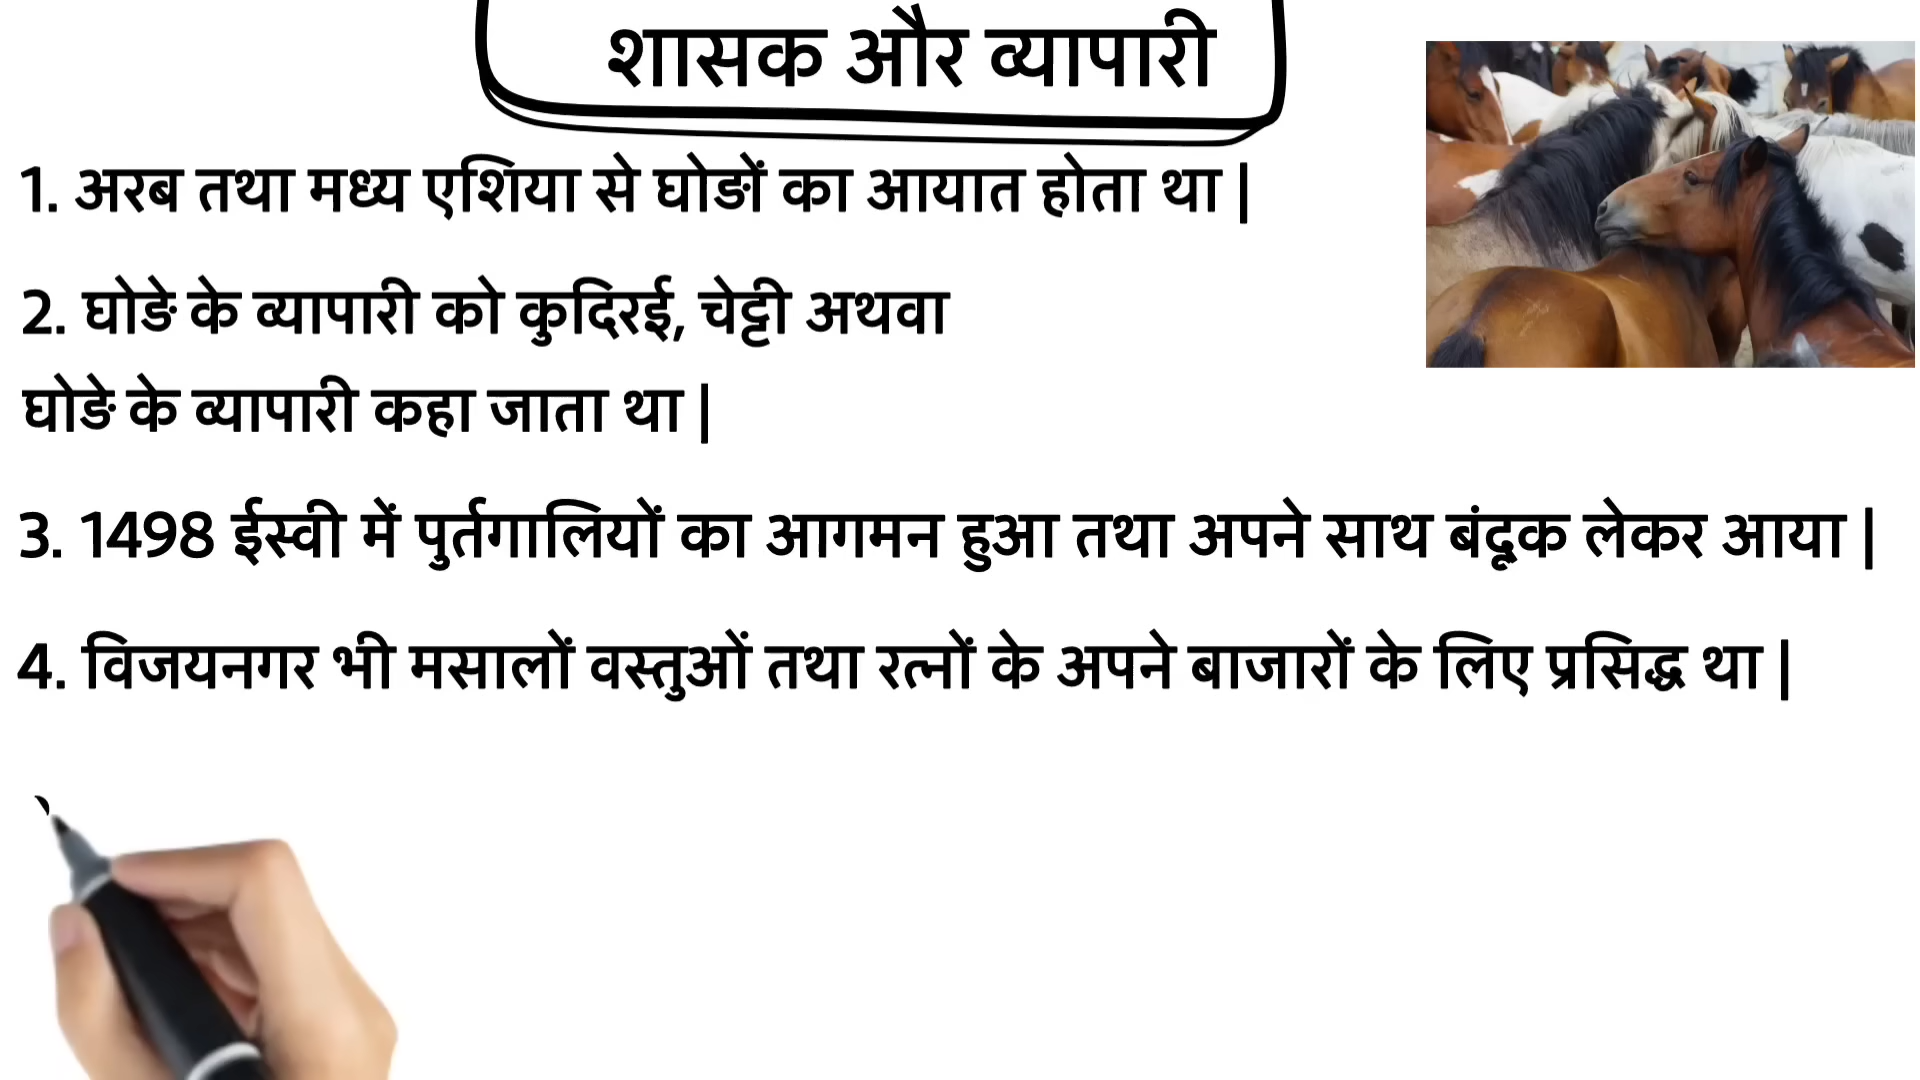 शासक और व्यापारी
1. अरब तथा मध्य एशिया से घोङों का आयात होता था |
2. घोङे के व्यापारी को कुदिरई, चेट्टी अथवा
घोङे के व्यापारी कहा जाता था |
3. 1498 ईस्वी में पुर्तगालियों का आगमन हुआ तथा अपने साथ बंदूक लेकर आया |
4. विजयनगर भी मसालों वस्तुओं तथा रत्नों के अपने बाजारों के लिए प्रसिद्ध था |